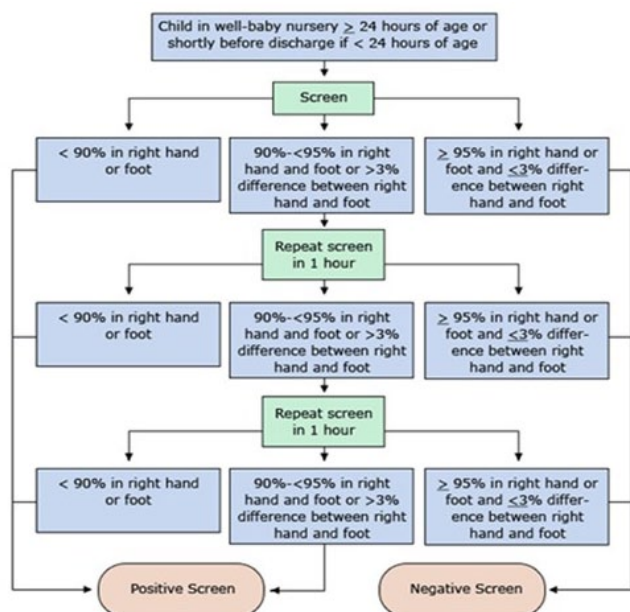 Child in well-baby nursery ≥ 24 hours of age or
shortly before discharge if < 24 hours of age
Screen
< 90% in right hand
or foot
90%-<95% in right
hand and foot or >3%
difference between right
hand and foot
≥ 95% in right hand or
foot and ≤3% differ-
ence between right
hand and foot
Repeat screen
in 1 hour
< 90% in right hand
or foot
90%-<95% in right
hand and foot or >3%
difference between right
hand and foot
≥ 95% in right hand or
foot and ≤3% differ-
ence between right
hand and foot
Repeat screen
in 1 hour
< 90% in right hand
or foot
90%-<95% in right
hand and foot or >3%
difference between right
hand and foot
≥ 95% in right hand or
foot and ≤3% differ-
ence between right
hand and foot
Positive Screen
Negative Screen